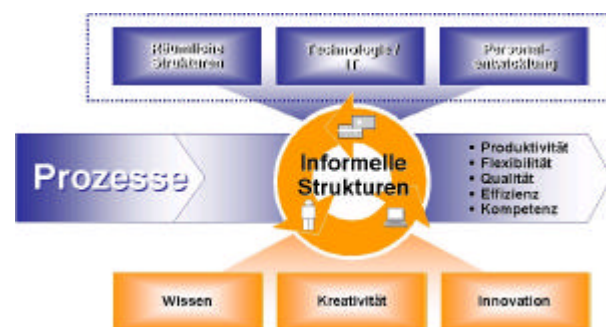 Räumliche
Strukturen
Technologie /
IT
Personal-
entwicklung
Prozesse
Informelle
Strukturen
• Produktivität
• Flexibilität
• Qualität
• Effizienz
• Kompetenz
Wissen
Kreativität
Innovation